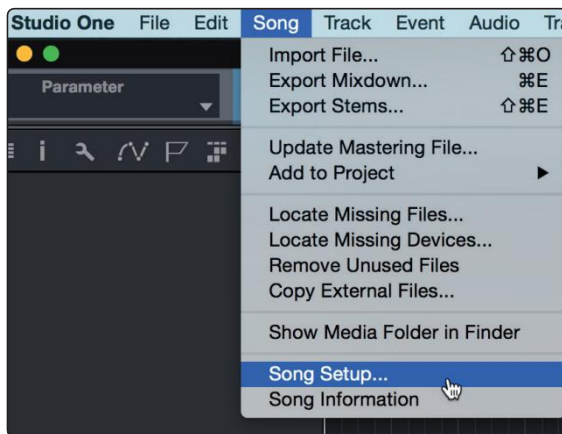 Studio One File Edit Song Track Event Audio Tra
Parameter
Import File... ⇧⌘O
Export Mixdown... ⌘E
Export Stems... ⇧⌘E
Update Mastering File...
Add to Project
Locate Missing Files...
Locate Missing Devices...
Remove Unused Files
Copy External Files...
Show Media Folder in Finder
Song Setup...
Song Information